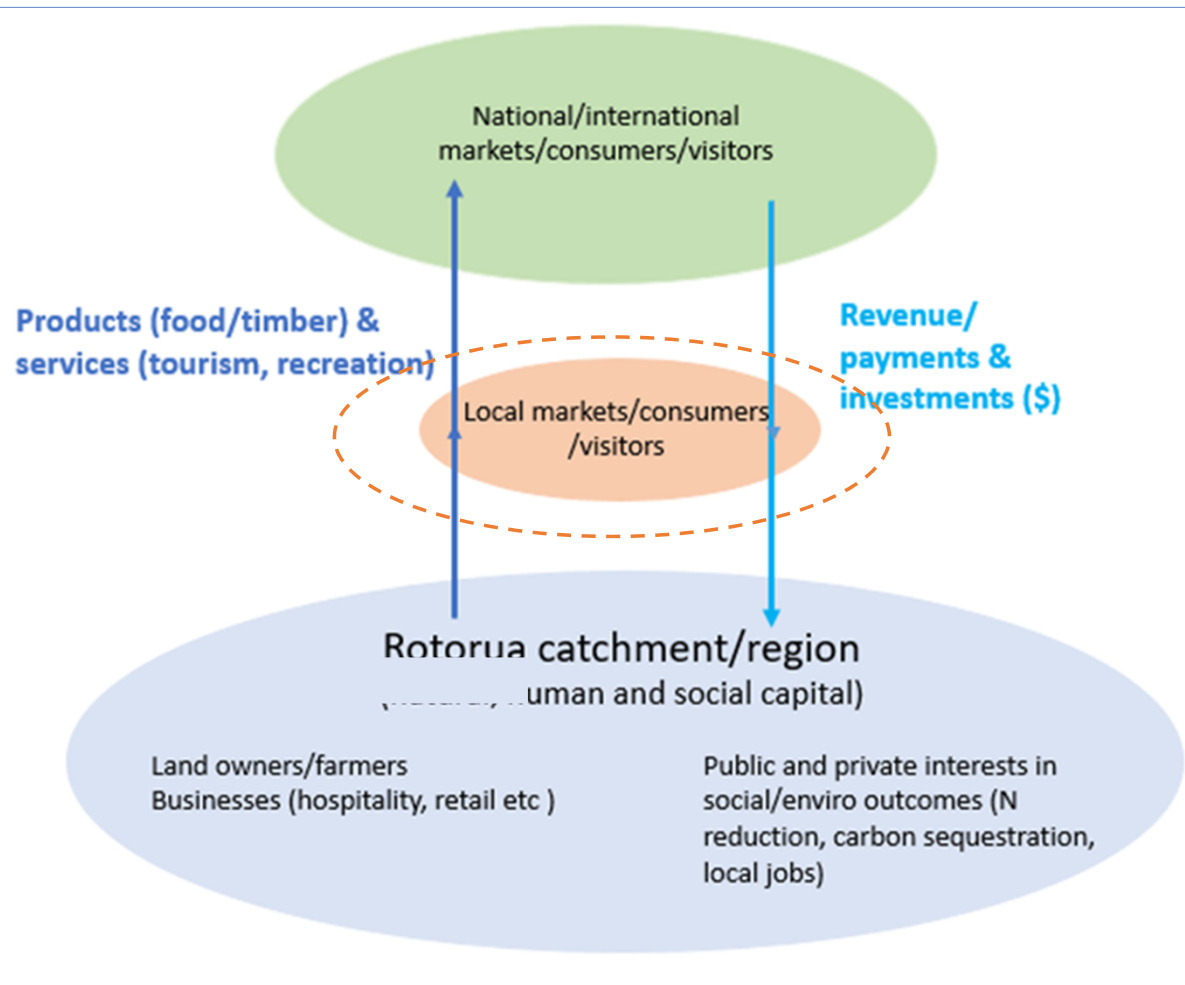 National/international
markets/consumers/visitors
Products (food/timber) &
services (tourism, recreation)
Revenue/
payments &
investments ($)
Local markets/consumers
/visitors
Rotorua catchment/region
and social capital)
Land owners/farmers
Businesses (hospitality, retail etc )
Public and private interests in
social/enviro outcomes (N
reduction, carbon sequestration,
local jobs)